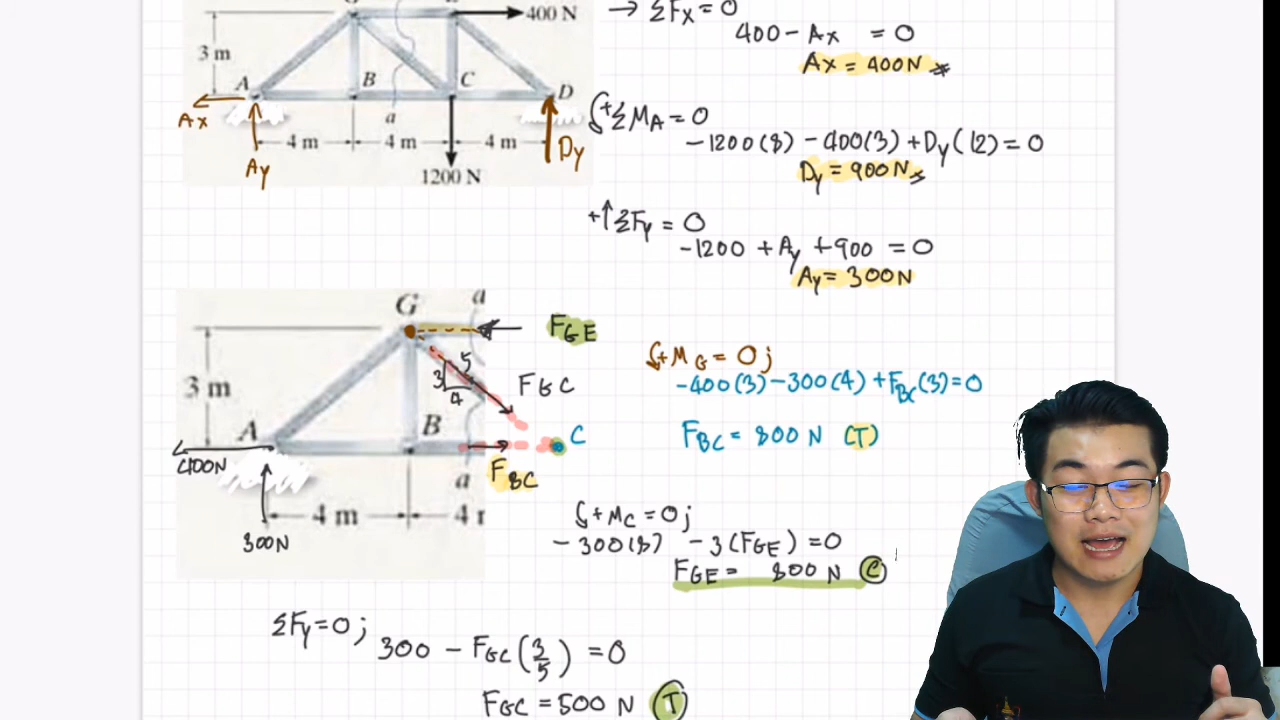 400 N
→ ΣFx = 0
400 - Ax = 0
Ax = 400N
3 m
A
B
C
D
Ax
a
4 m
4 m
4 m
Ay
1200 N
Dy
+ΣMA = 0
-1200(8) - 400(3) + Dy(12) = 0
Dy = 900N
+↑ΣFy = 0
-1200 + Ay + 900 = 0
Ay = 300N
G
a
FGE
3 m
5
3
4
FGC
A
B
C
400N
FBC
a
4 m
4
300N
+MG = 0;
-400(3) - 300(4) + FBC(3) = 0
FBC = 800 N (T)
+MC = 0;
-300(8) - 3(FGE) = 0
FGE = 800 N (C)
ΣFy = 0;
300 - FGC(3/5) = 0
FGC = 500 N (T)